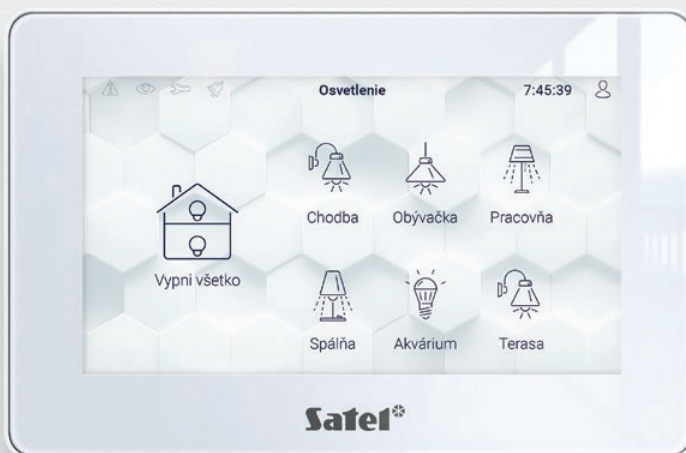 Osvetlenie 7:45:39
Chodba Obývačka Pracovňa
Vypni všetko
Spálňa Akvárium Terasa
Satel